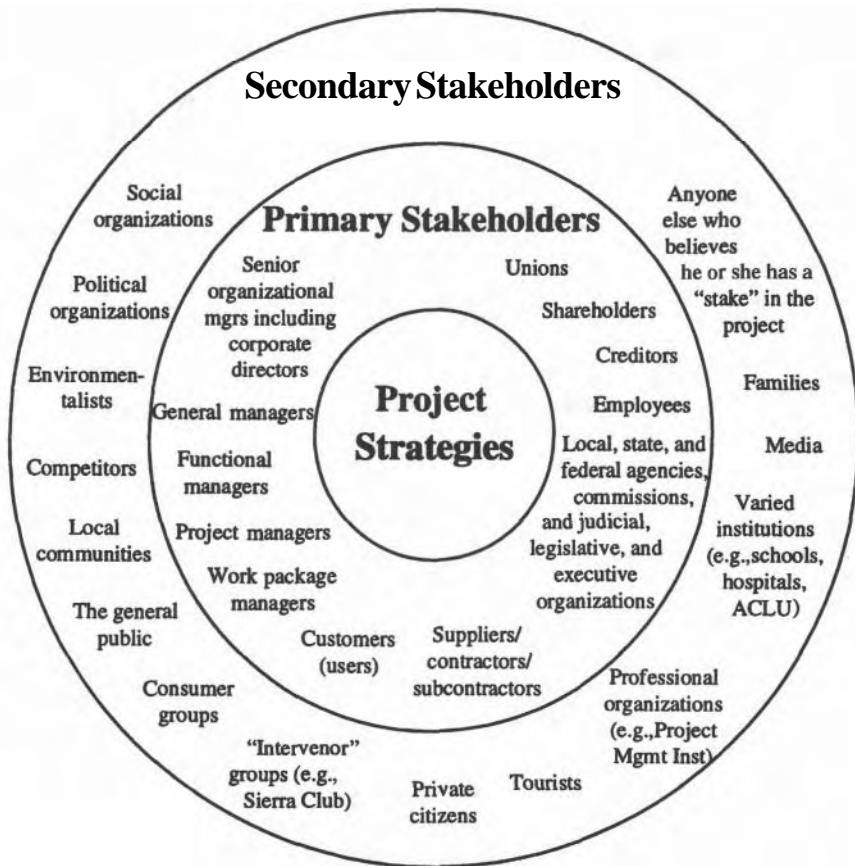 Secondary Stakeholders
Primary Stakeholders
Project
Strategies
Social
organizations
Political
organizations
Environmen-
talists
Competitors
Local
communities
The general
public
Consumer
groups
“Intervenor”
groups (e.g.,
Sierra Club)
Private
citizens
Tourists
Professional
organizations
(e.g.,Project
Mgmt Inst)
Varied
institutions
(e.g.,schools,
hospitals,
ACLU)
Media
Families
Anyone
else who
believes
he or she has a
“stake” in the
project
Senior
organizational
mgrs including
corporate
directors
General managers
Functional
managers
Project managers
Work package
managers
Customers
(users)
Suppliers/
contractors/
subcontractors
Local, state, and
federal agencies,
commissions,
and judicial,
legislative, and
executive
organizations
Employees
Creditors
Shareholders
Unions